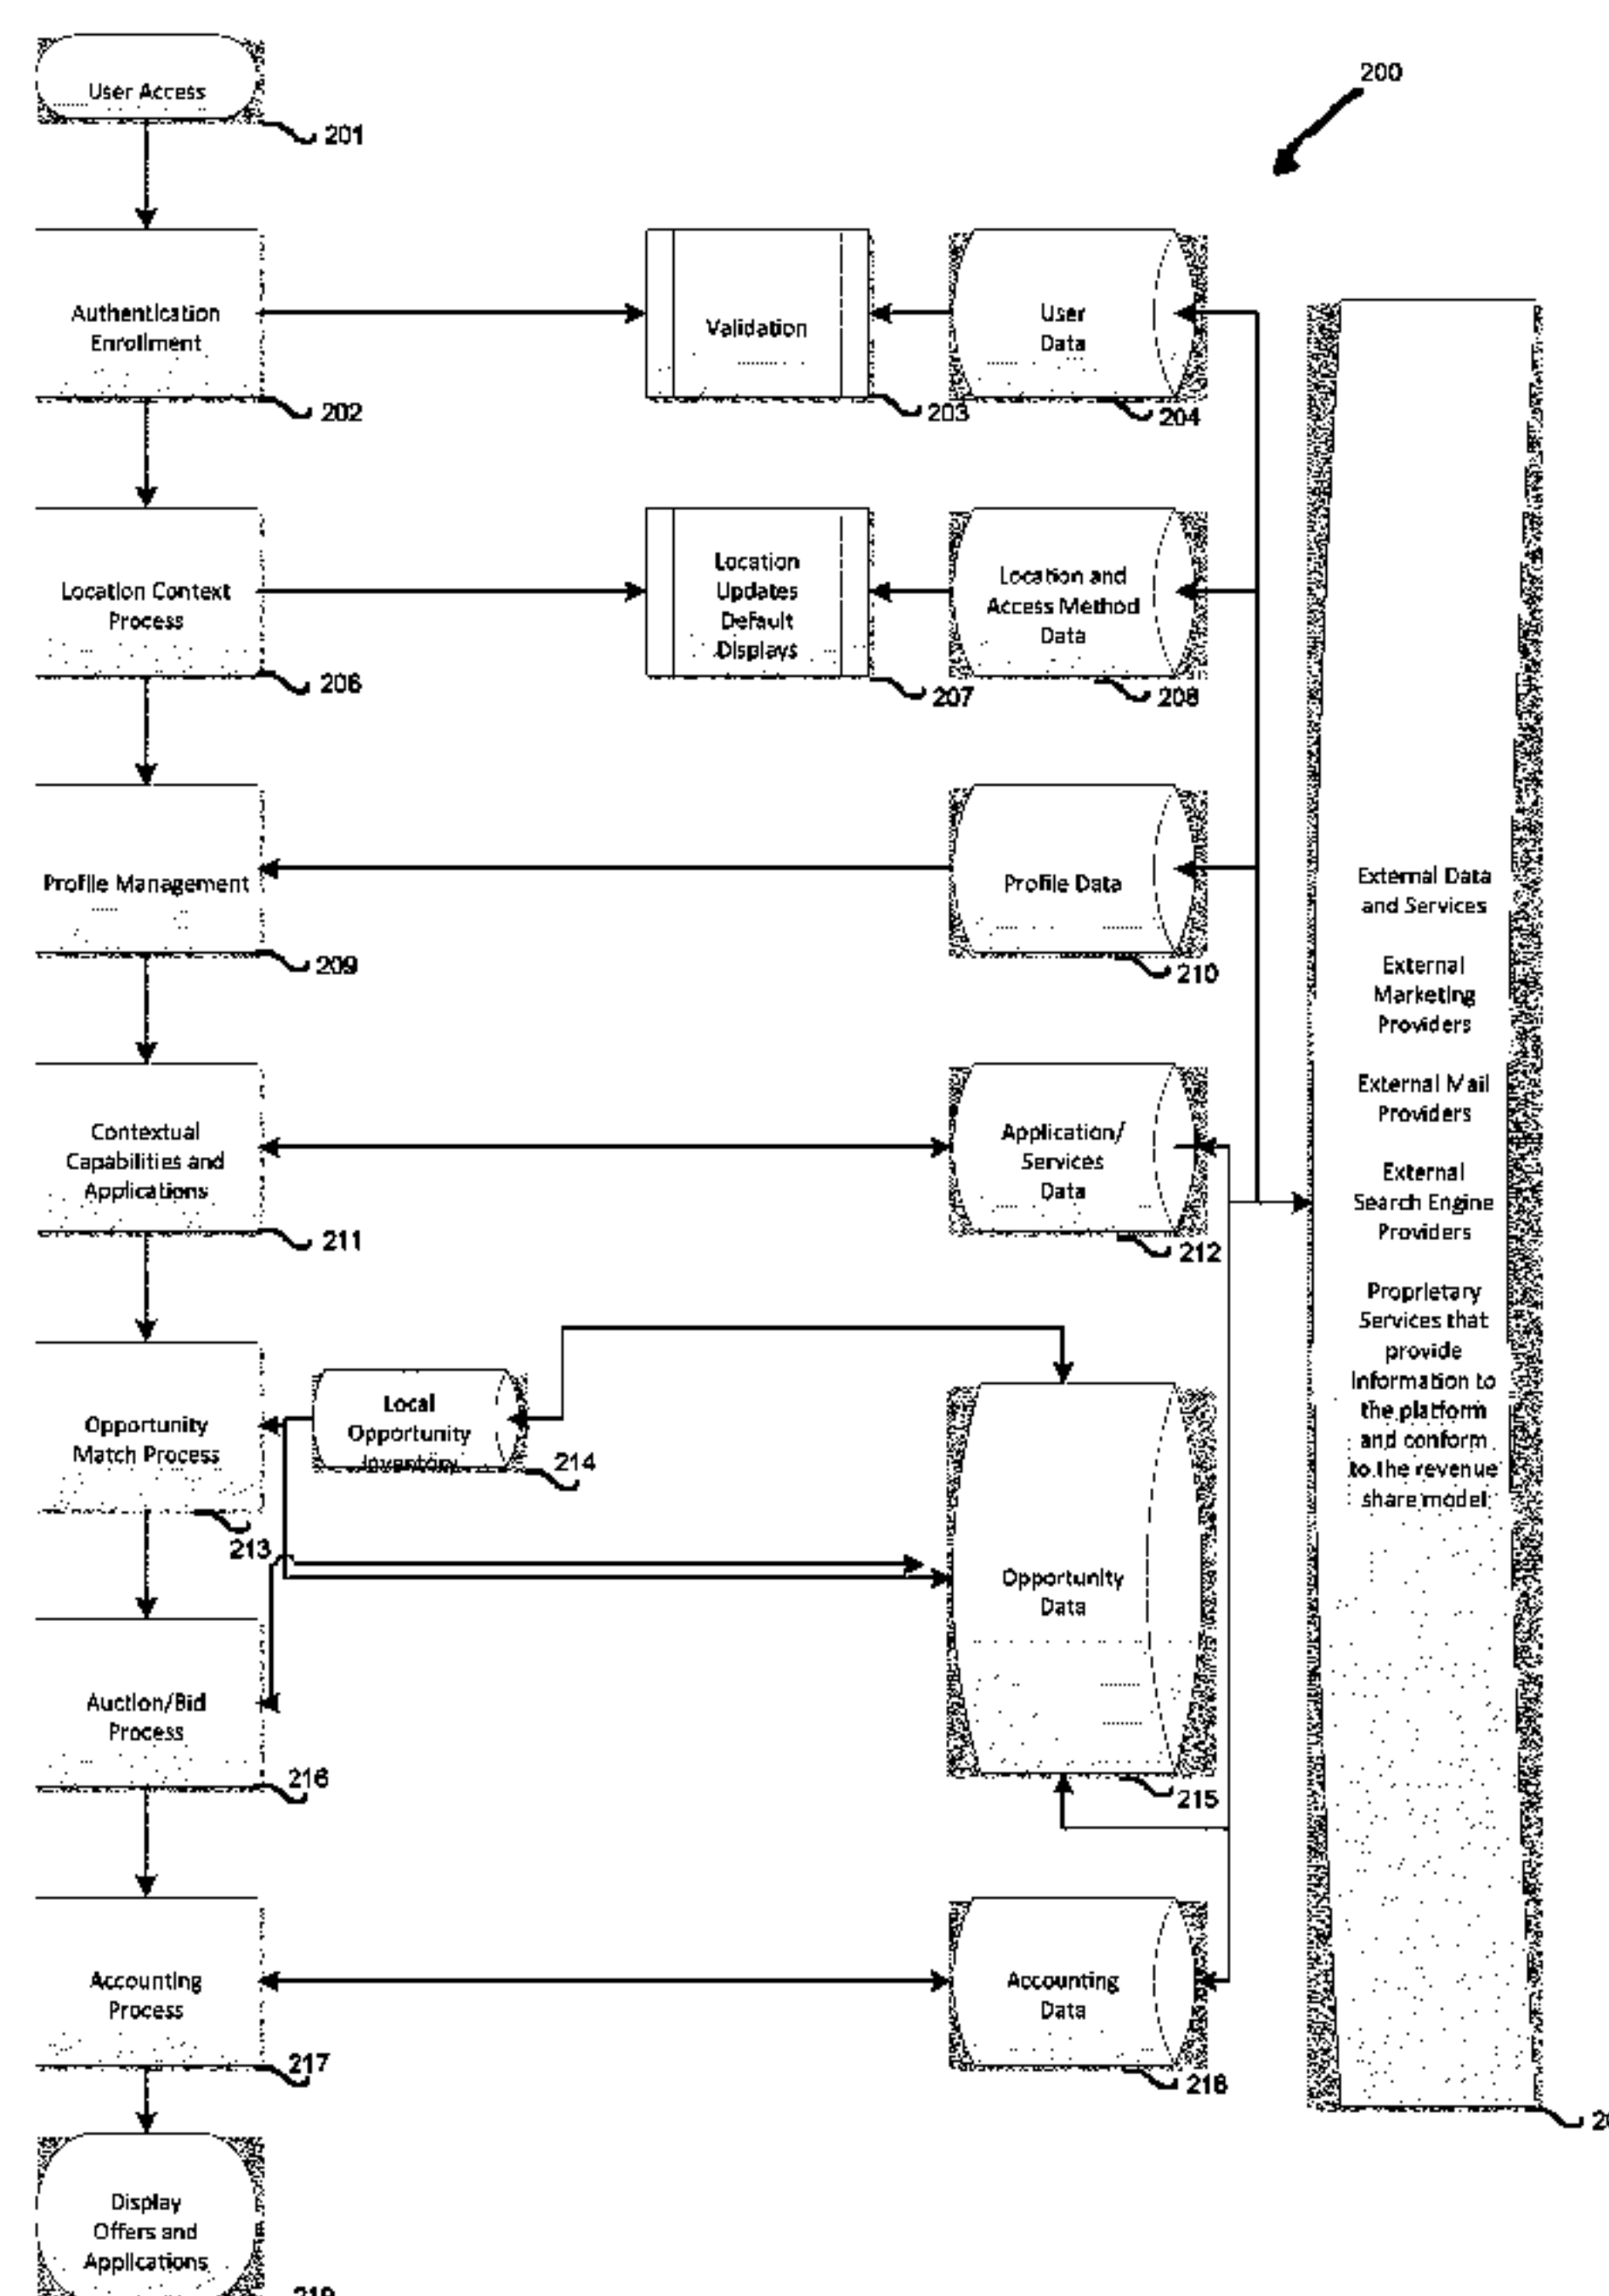 200
User Access
201
Authentication
Enrollment
202
Validation
203
User
Data
204
Location Context
Process
206
Location
Updates
Default
Displays
207
Location and
Access Method
Data
208
Profile Management
209
Profile Data
210
Contextual
Capabilities and
Applications
211
Application/
Services
Data
212
External Data
and Services
External
Marketing
Providers
External Mail
Providers
External
Search Engine
Providers
Proprietary
Services that
provide
information to
the platform
and conform
to the revenue
share model
Opportunity
Match Process
213
Local
Opportunity
Inventory
214
Opportunity
Data
215
Auction/Bid
Process
216
Accounting
Process
217
Accounting
Data
218
Display
Offers and
Applications
219